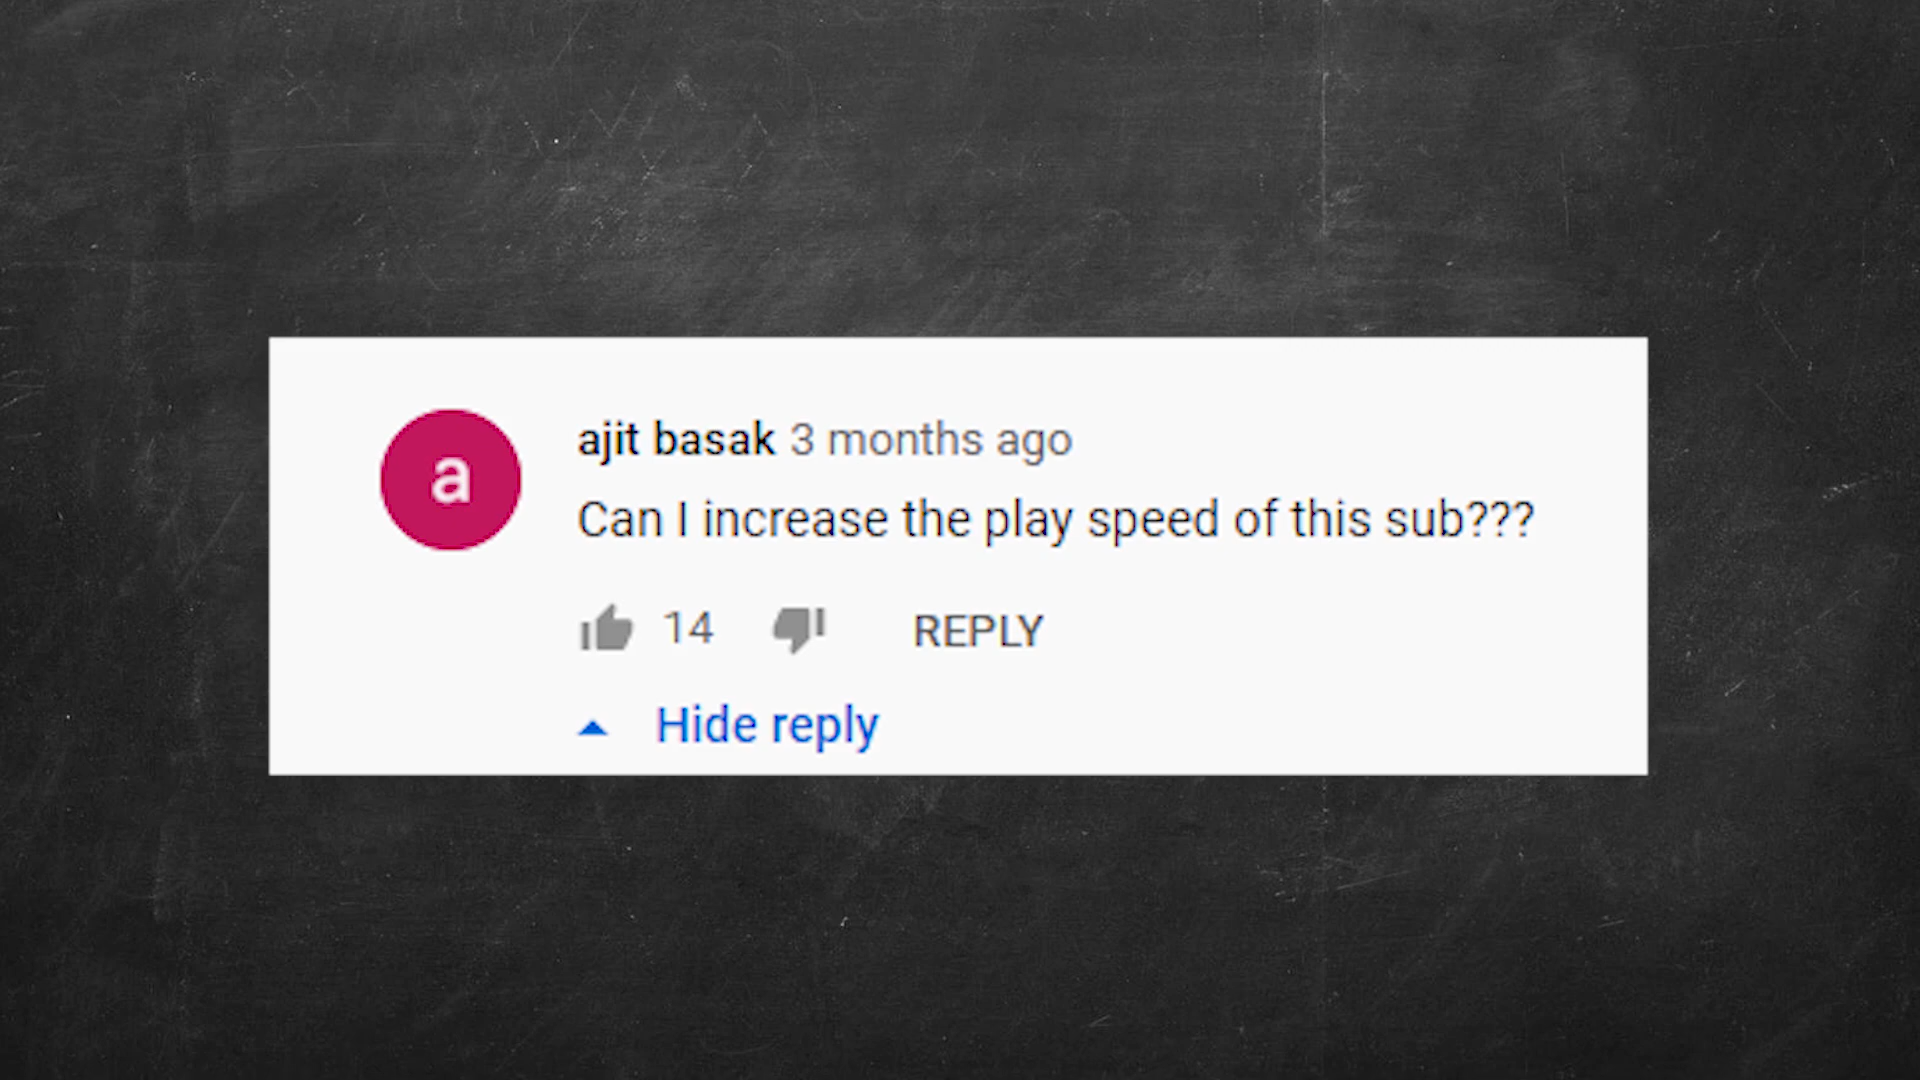 a
ajit basak 3 months ago
Can I increase the play speed of this sub???
14 REPLY
Hide reply